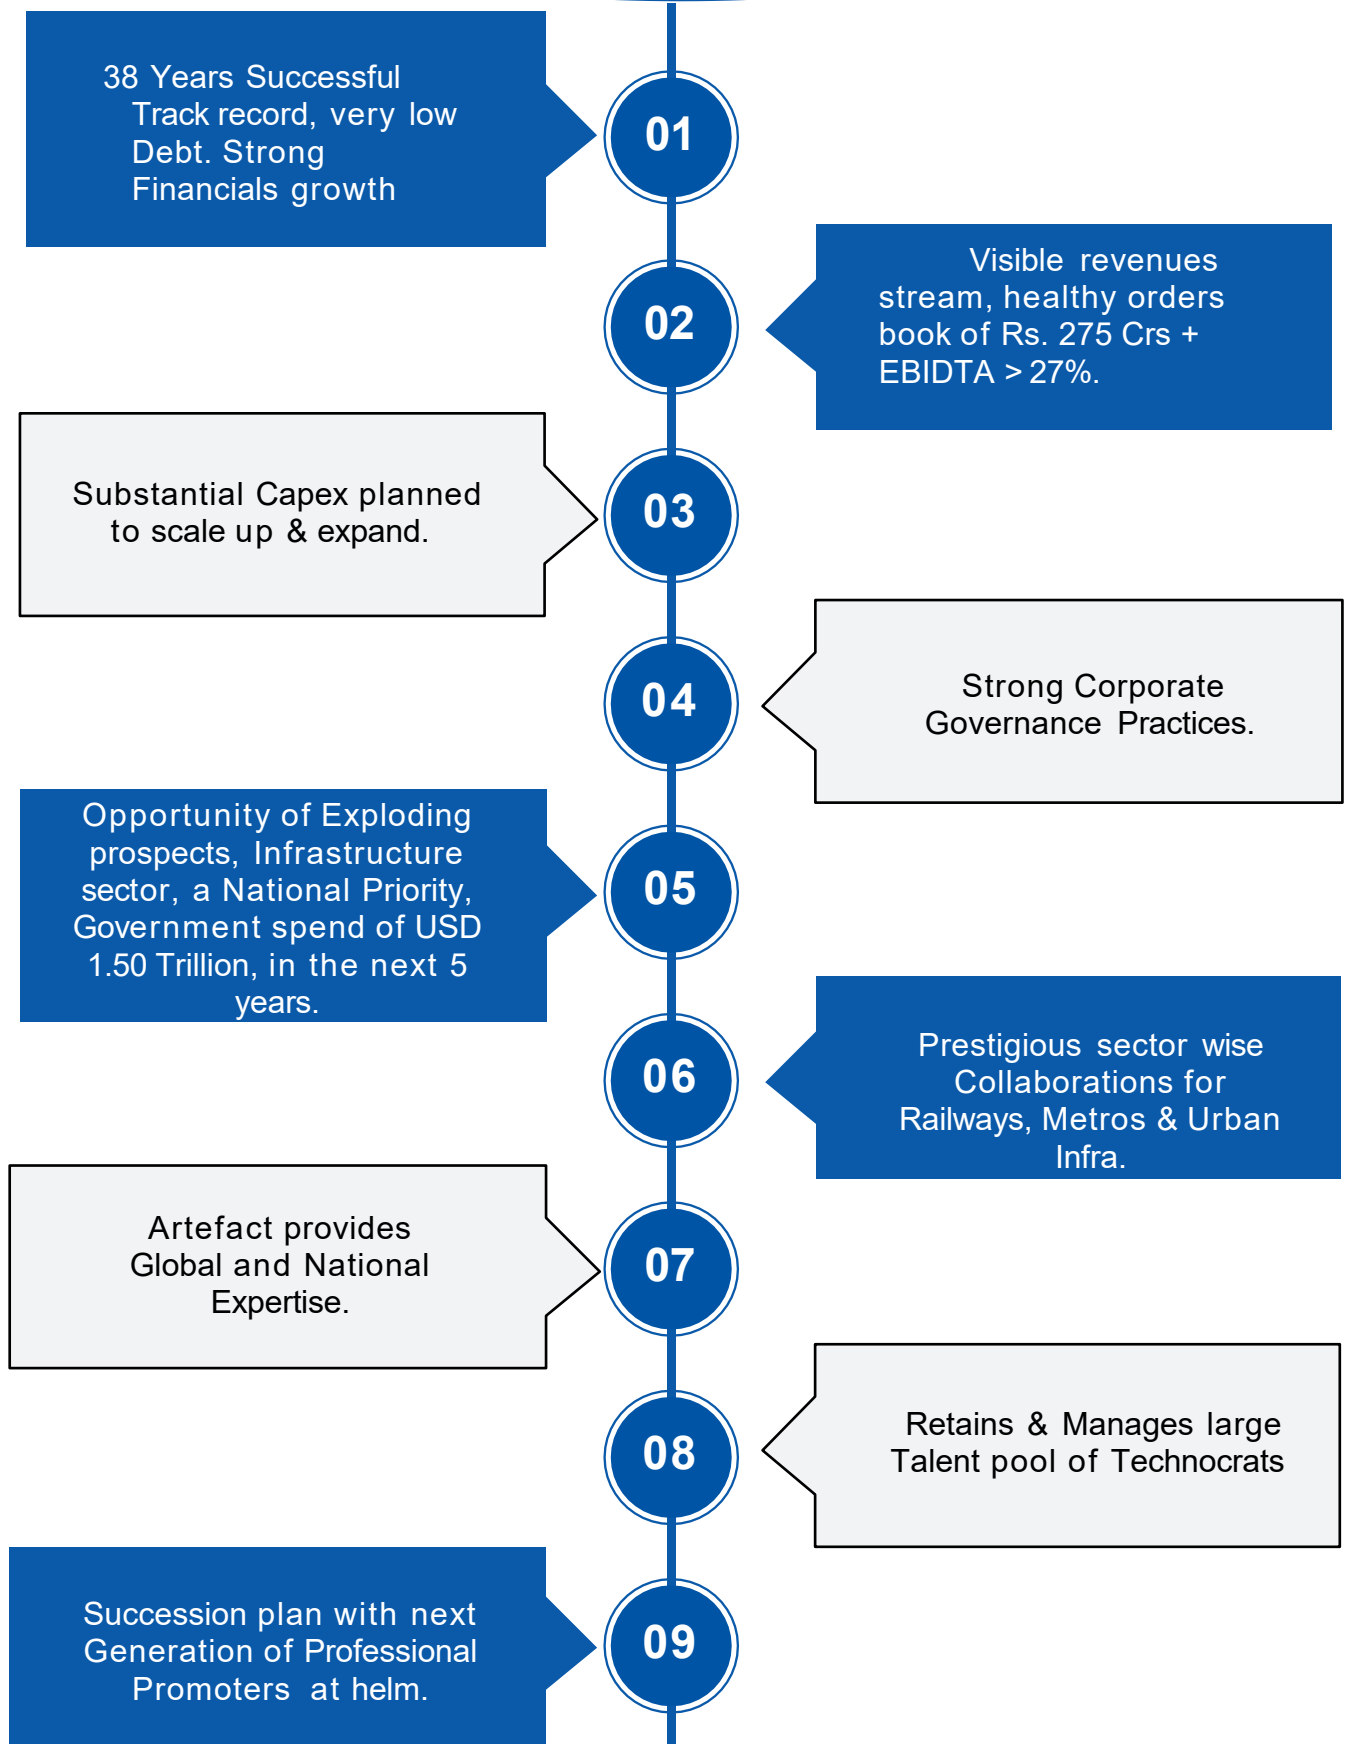 38 Years Successful
Track record, very low
Debt. Strong
Financials growth
01
02
Visible revenues
stream, healthy orders
book of Rs. 275 Crs +
EBIDTA > 27%.
Substantial Capex planned
to scale up & expand.
03
04
Strong Corporate
Governance Practices.
Opportunity of Exploding
prospects, Infrastructure
sector, a National Priority,
Government spend of USD
1.50 Trillion, in the next 5
years.
05
06
Prestigious sector wise
Collaborations for
Railways, Metros & Urban
Infra.
Artefact provides
Global and National
Expertise.
07
08
Retains & Manages large
Talent pool of Technocrats
Succession plan with next
Generation of Professional
Promoters at helm.
09